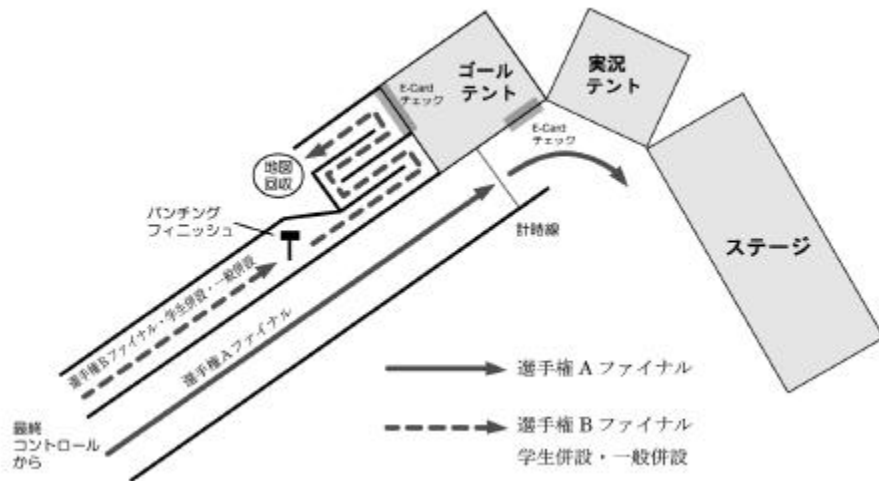 ゴール
テント
実況
テント
E-Card
チェック
E-Card
チェック
地図
回収
パンチング
フィニッシュ
計時線
ステージ
選手権Bファイナル・学生併設・一般併設
選手権Aファイナル
最終
コントロール
から
選手権 A ファイナル
選手権 B ファイナル
学生併設・一般併設